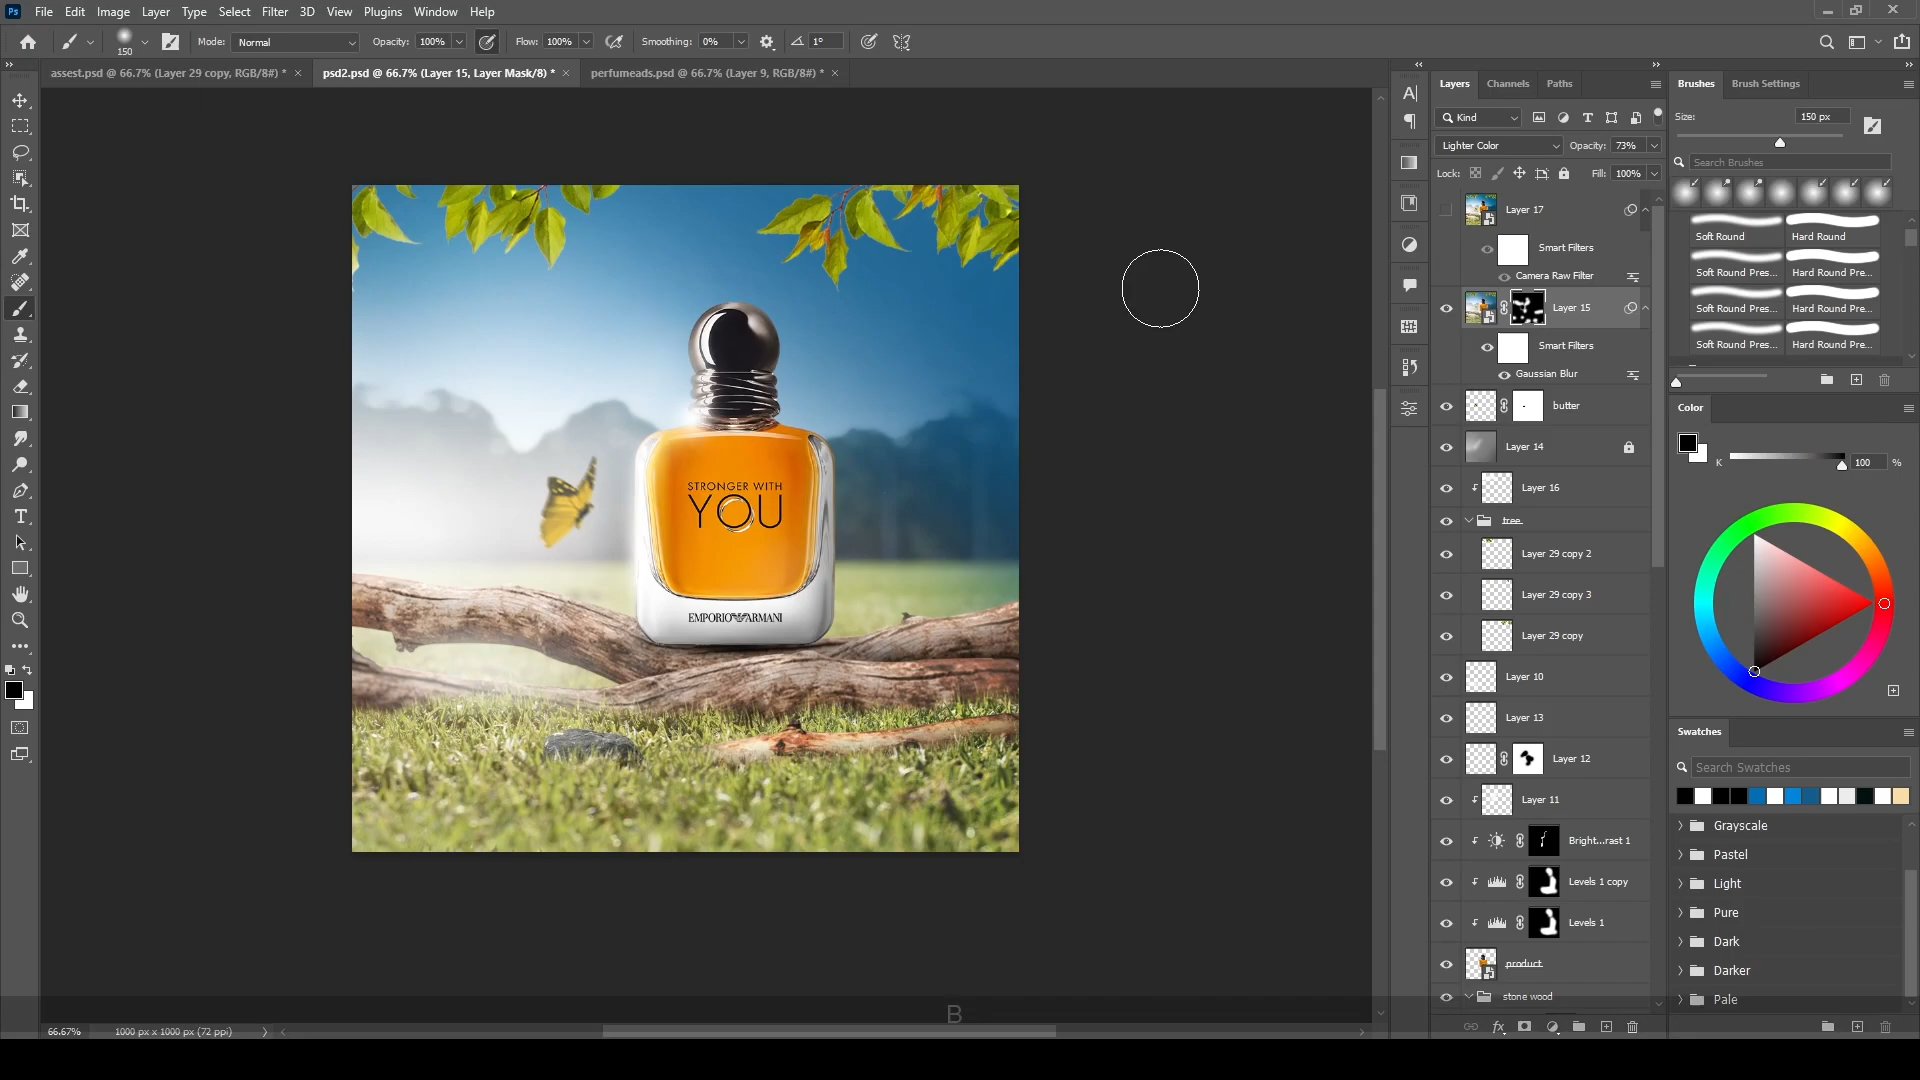 Ps File Edit Image Layer Type Select Filter 3D View Plugins Window Help
150 Mode: Normal Opacity: 100% Flow: 100% Smoothing: 0% 1°
assest.psd @ 66.7% (Layer 29 copy, RGB/8#) * × psd2.psd @ 66.7% (Layer 15, Layer Mask/8) * × perfumeads.psd @ 66.7% (Layer 9, RGB/8#) * ×
STRONGER WITH
YOU
EMPORIO ARMANI
B
66.67% 1000 px x 1000 px (72 ppi)
Layers Channels Paths
Kind
Lighter Color Opacity: 73%
Lock: Fill: 100%
Layer 17
Smart Filters
Camera Raw Filter
Layer 15
Smart Filters
Gaussian Blur
butter
Layer 14
Layer 16
tree
Layer 29 copy 2
Layer 29 copy 3
Layer 29 copy
Layer 10
Layer 13
Layer 12
Layer 11
Bright...rast 1
Levels 1 copy
Levels 1
product
stone wood
fx
Brushes Brush Settings
Size: 150 px
Search Brushes
Soft Round Hard Round
Soft Round Pres... Hard Round Pre...
Soft Round Pres... Hard Round Pre...
Soft Round Pres... Hard Round Pre...
Color
K 100 %
Swatches
Search Swatches
Grayscale
Pastel
Light
Pure
Dark
Darker
Pale